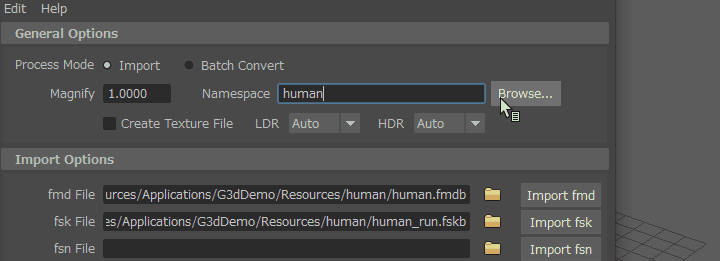 Edit Help
General Options
Process Mode Import Batch Convert
Magnify 1.0000 Namespace human Browse...
Create Texture File LDR Auto HDR Auto
Import Options
fmd File urces/Applications/G3dDemo/Resources/human/human.fmdb Import fmd
fsk File es/Applications/G3dDemo/Resources/human/human_run.fskb Import fsk
fsn File Import fsn